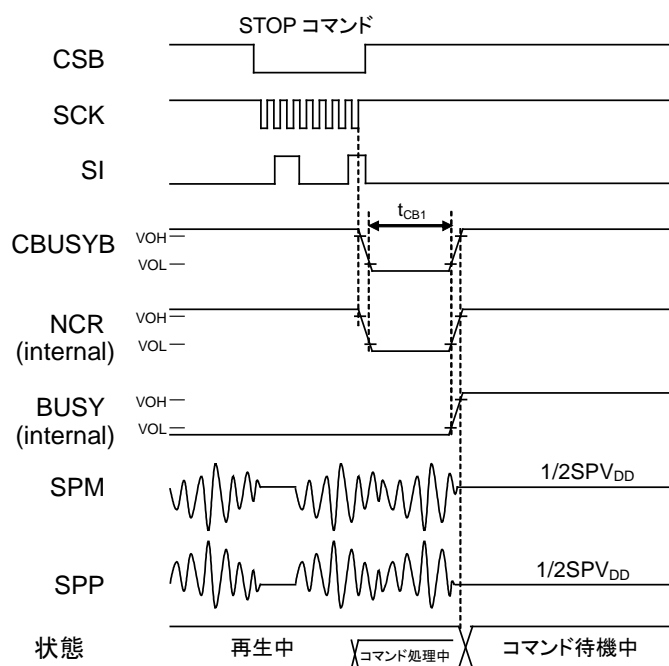 STOP コマンド
CSB
SCK
SI
tCB1
CBUSYB
VOH
VOL
NCR
(internal)
VOH
VOL
BUSY
(internal)
VOH
VOL
SPM
1/2SPVDD
SPP
1/2SPVDD
状態
再生中
コマンド処理中
コマンド待機中